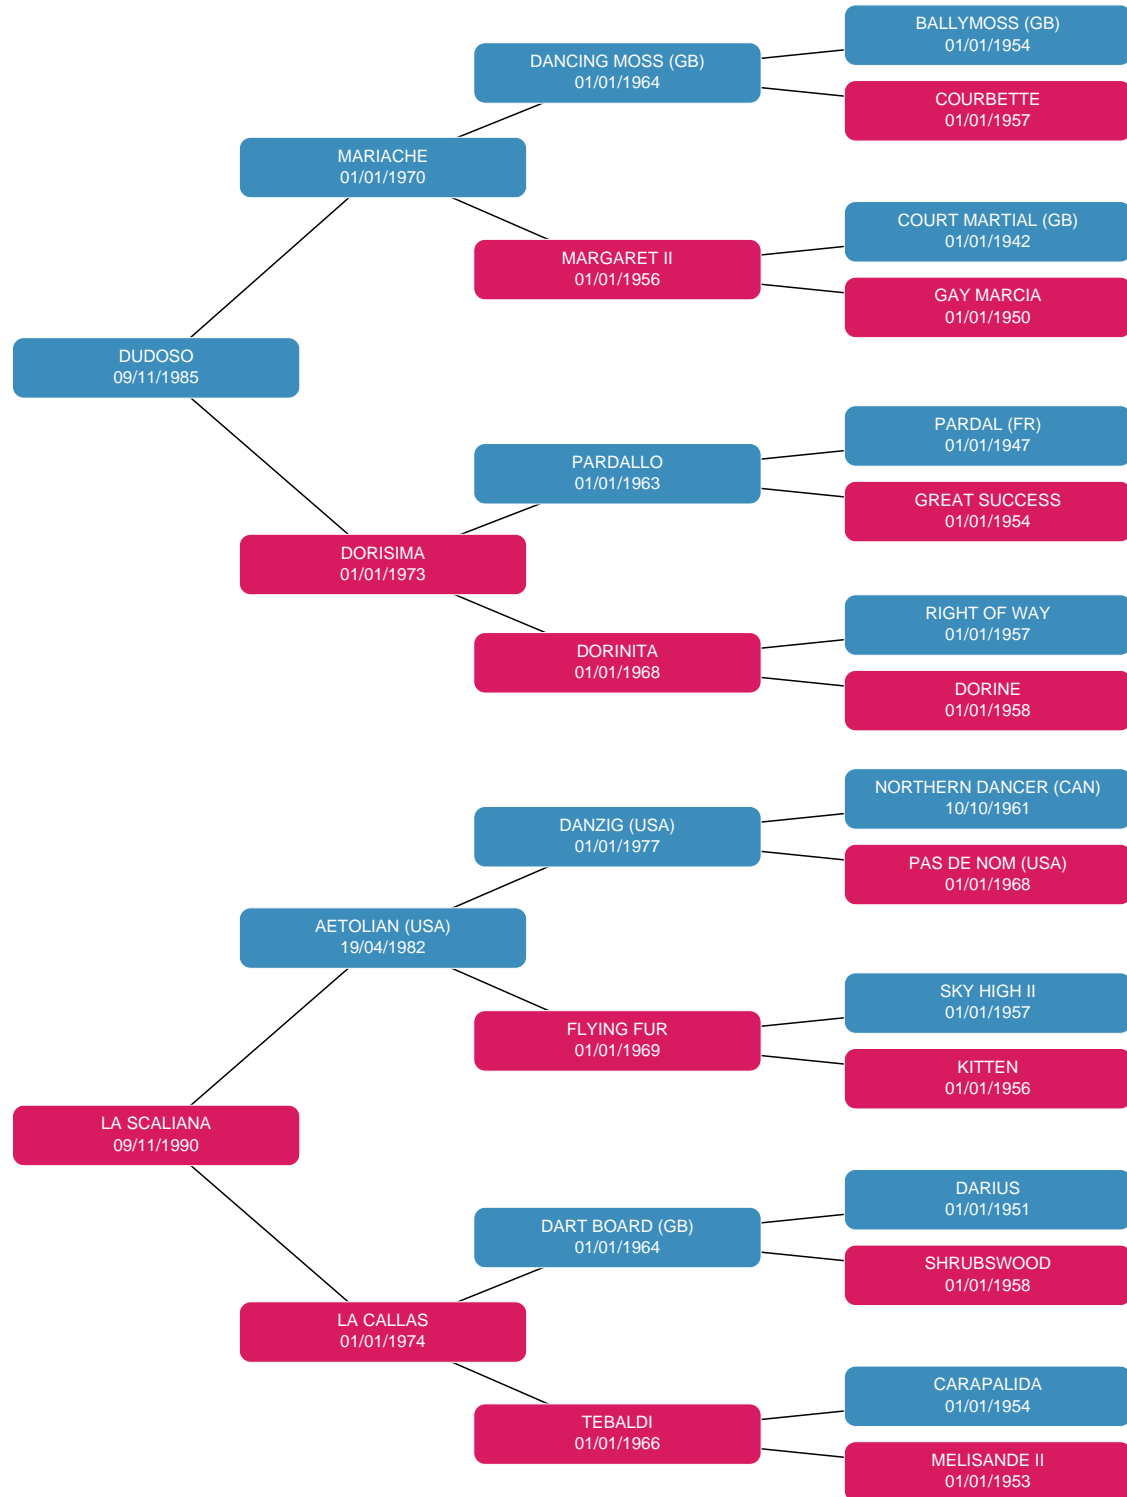 BALLYMOSS (GB)
01/01/1954
DANCING MOSS (GB)
01/01/1964
COURBETTE
01/01/1957
MARIACHE
01/01/1970
COURT MARTIAL (GB)
01/01/1942
MARGARET II
01/01/1956
GAY MARCIA
01/01/1950
DUDOSO
09/11/1985
PARDAL (FR)
01/01/1947
PARDALLO
01/01/1963
GREAT SUCCESS
01/01/1954
DORISIMA
01/01/1973
RIGHT OF WAY
01/01/1957
DORINITA
01/01/1968
DORINE
01/01/1958
NORTHERN DANCER (CAN)
10/10/1961
DANZIG (USA)
01/01/1977
PAS DE NOM (USA)
01/01/1968
AETOLIAN (USA)
19/04/1982
SKY HIGH II
01/01/1957
FLYING FUR
01/01/1969
KITTEN
01/01/1956
LA SCALIANA
09/11/1990
DARIUS
01/01/1951
DART BOARD (GB)
01/01/1964
SHRUBSWOOD
01/01/1958
LA CALLAS
01/01/1974
CARAPALIDA
01/01/1954
TEBALDI
01/01/1966
MELISANDE II
01/01/1953